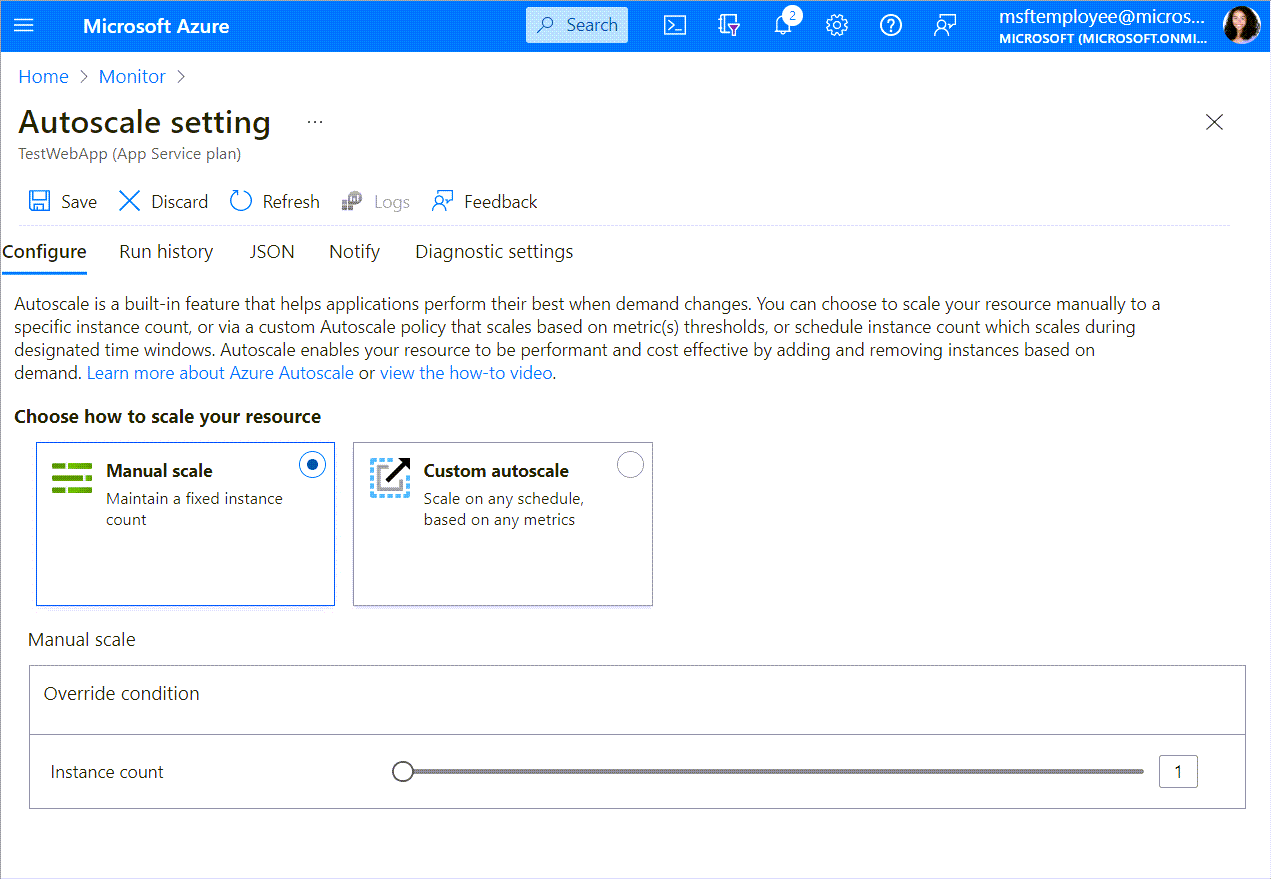 Microsoft Azure
Search
2
msftemployee@micros...
MICROSOFT (MICROSOFT.ONMI...
Home > Monitor >
Autoscale setting ...
TestWebApp (App Service plan)
Save Discard Refresh Logs Feedback
Configure Run history JSON Notify Diagnostic settings
Autoscale is a built-in feature that helps applications perform their best when demand changes. You can choose to scale your resource manually to a
specific instance count, or via a custom Autoscale policy that scales based on metric(s) thresholds, or schedule instance count which scales during
designated time windows. Autoscale enables your resource to be performant and cost effective by adding and removing instances based on
demand. Learn more about Azure Autoscale or view the how-to video.
Choose how to scale your resource
Manual scale
Maintain a fixed instance
count
Custom autoscale
Scale on any schedule,
based on any metrics
Manual scale
Override condition
Instance count
1